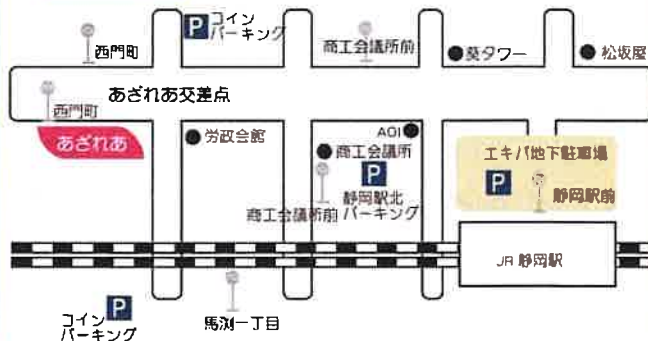 コイン
パーキング
西門町
商工会議所前
葵タワー
松坂屋
あざれあ交差点
西門町
あざれあ
労政会館
AOI
商工会議所
エキパ地下駐車場
静岡駅北
パーキング
商工会議所前
静岡駅前
JR 静岡駅
コイン
パーキング
馬渕一丁目
P
P
P
P